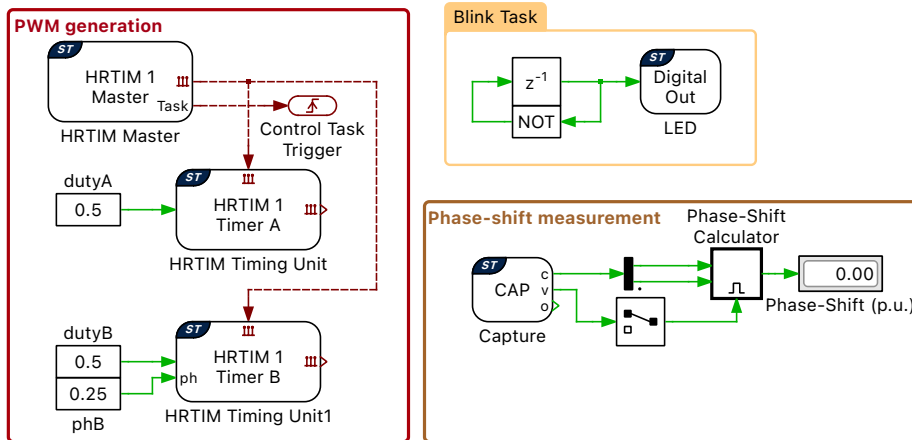 PWM generation
ST
HRTIM 1
Master
Task
HRTIM Master
Control Task
Trigger
dutyA
0.5
ST
HRTIM 1
Timer A
HRTIM Timing Unit
dutyB
0.5
0.25
phB
ST
HRTIM 1
Timer B
ph
HRTIM Timing Unit1
Blink Task
z⁻¹
NOT
ST
Digital
Out
LED
Phase-shift measurement
ST
CAP
c
v
o
Capture
Phase-Shift
Calculator
0.00
Phase-Shift (p.u.)